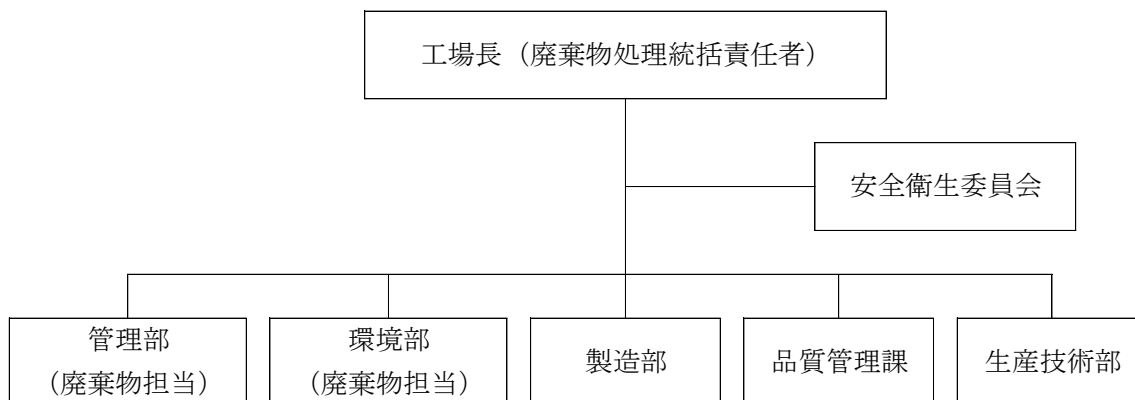 工場長（廃棄物処理統括責任者）
安全衛生委員会
管理部
（廃棄物担当）
環境部
（廃棄物担当）
製造部
品質管理課
生産技術部